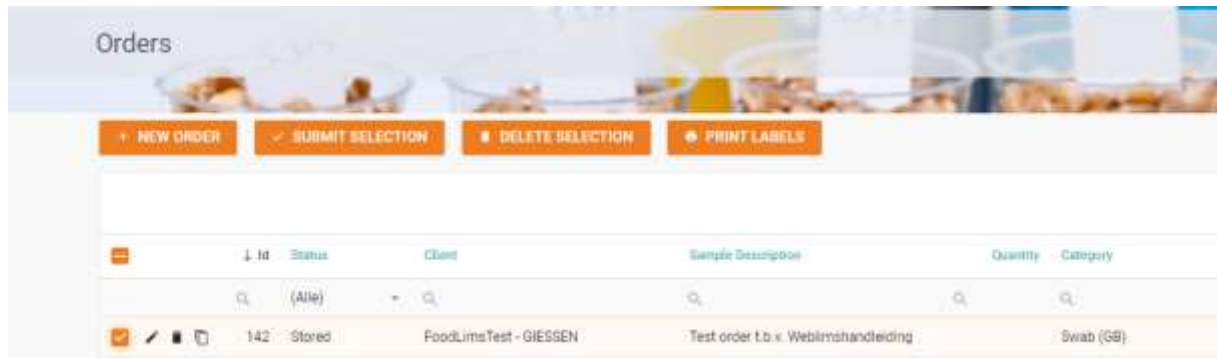 Orders
+ NEW ORDER SUBMIT SELECTION DELETE SELECTION PRINT LABELS
↓ Id Status Client Sample Description Quantity Category
(Alle)
142 Stored FoodLimsTest - GIESSEN Test order t.b.v. Weblimshandleiding Swab (GB)